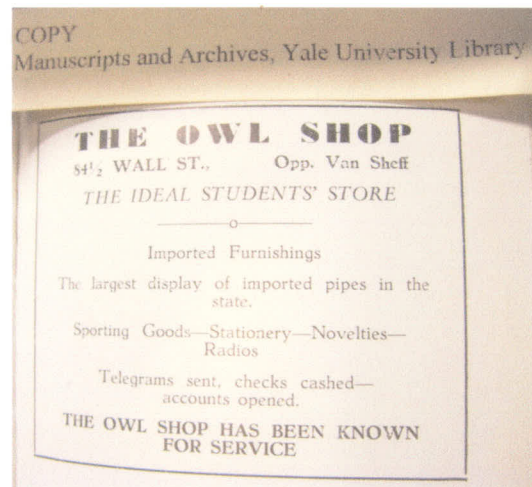 COPY
Manuscripts and Archives, Yale University Library
THE OWL SHOP
84½ WALL ST., Opp. Van Sheff
THE IDEAL STUDENTS' STORE
Imported Furnishings
The largest display of imported pipes in the
state.
Sporting Goods—Stationery—Novelties—
Radios
Telegrams sent, checks cashed—
accounts opened.
THE OWL SHOP HAS BEEN KNOWN
FOR SERVICE